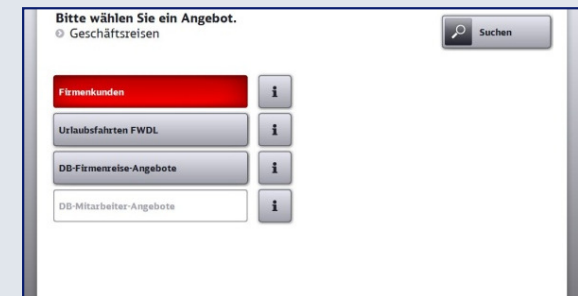 Bitte wählen Sie ein Angebot.
Geschäftsreisen
Suchen
Firmenkunden
i
Urlaubsfahrten FWDL
i
DB-Firmenreise-Angebote
i
DB-Mitarbeiter-Angebote
i